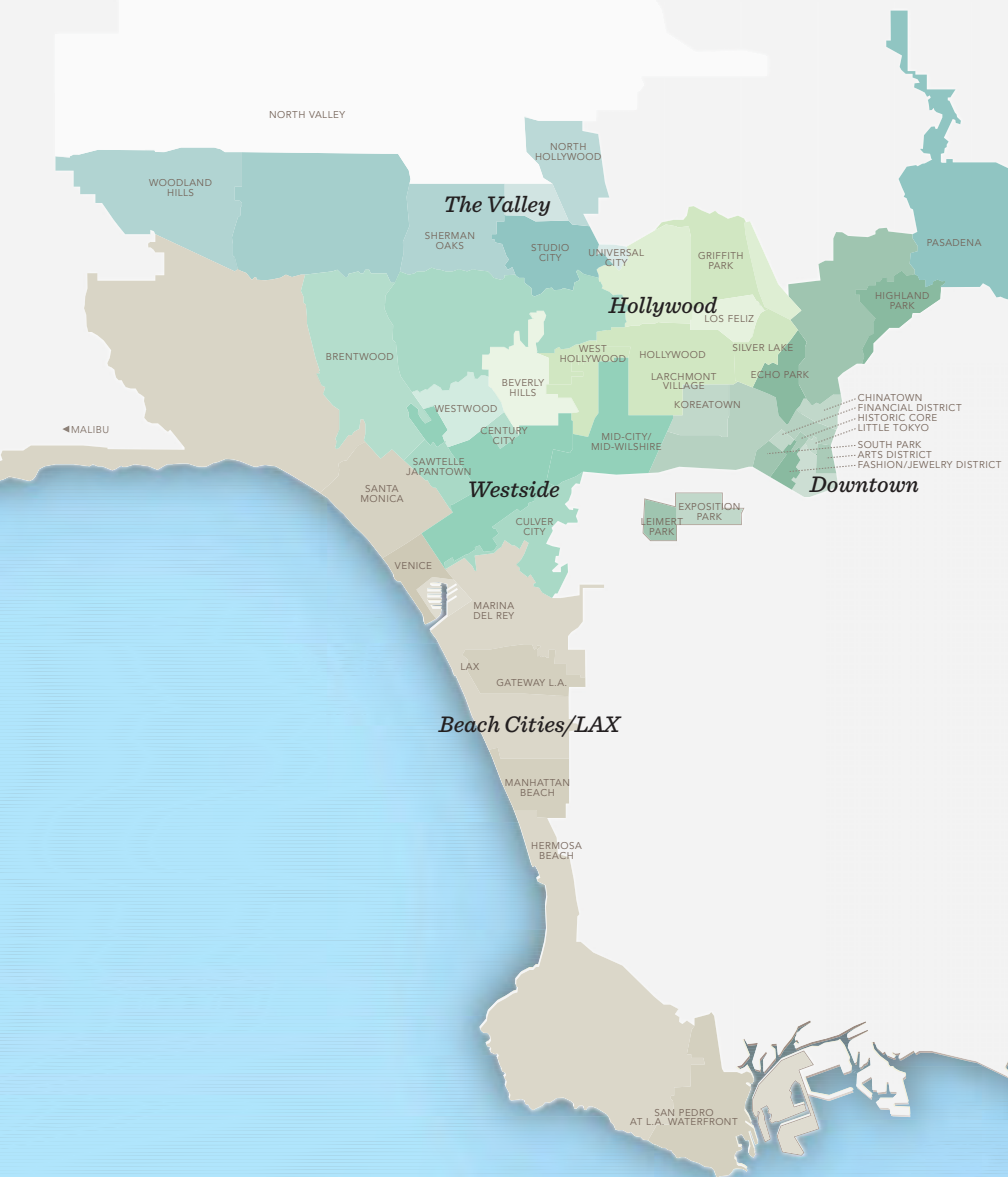 NORTH VALLEY
NORTH
HOLLYWOOD
WOODLAND
HILLS
The Valley
SHERMAN
OAKS
STUDIO
CITY
UNIVERSAL
CITY
GRIFFITH
PARK
PASADENA
HIGHLAND
PARK
Hollywood
LOS FELIZ
BRENTWOOD
WEST
HOLLYWOOD
HOLLYWOOD
SILVER LAKE
LARCHMONT
VILLAGE
ECHO PARK
BEVERLY
HILLS
WESTWOOD
KOREATOWN
CENTURY
CITY
MID-CITY/
MID-WILSHIRE
CHINATOWN
FINANCIAL DISTRICT
HISTORIC CORE
LITTLE TOKYO
SOUTH PARK
ARTS DISTRICT
FASHION/JEWELRY DISTRICT
Downtown
MALIBU
SAWTELLE
JAPANTOWN
Westside
SANTA
MONICA
CULVER
CITY
EXPOSITION
PARK
LEIMERT
PARK
VENICE
MARINA
DEL REY
LAX
GATEWAY L.A.
Beach Cities/LAX
MANHATTAN
BEACH
HERMOSA
BEACH
SAN PEDRO
AT L.A. WATERFRONT